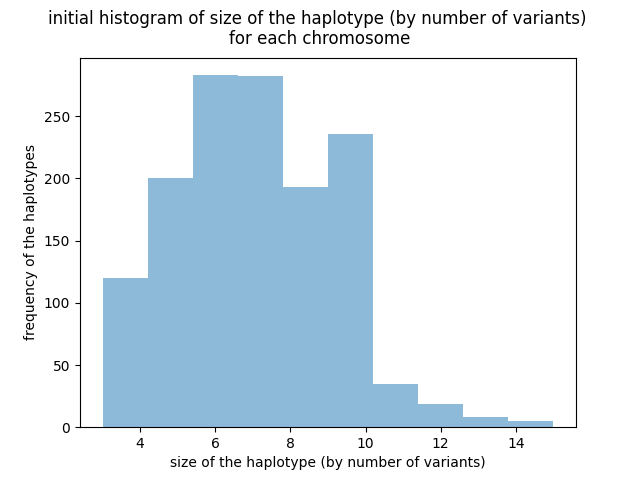 initial histogram of size of the haplotype (by number of variants)
for each chromosome
250
200
150
100
50
0
frequency of the haplotypes
4 6 8 10 12 14
size of the haplotype (by number of variants)